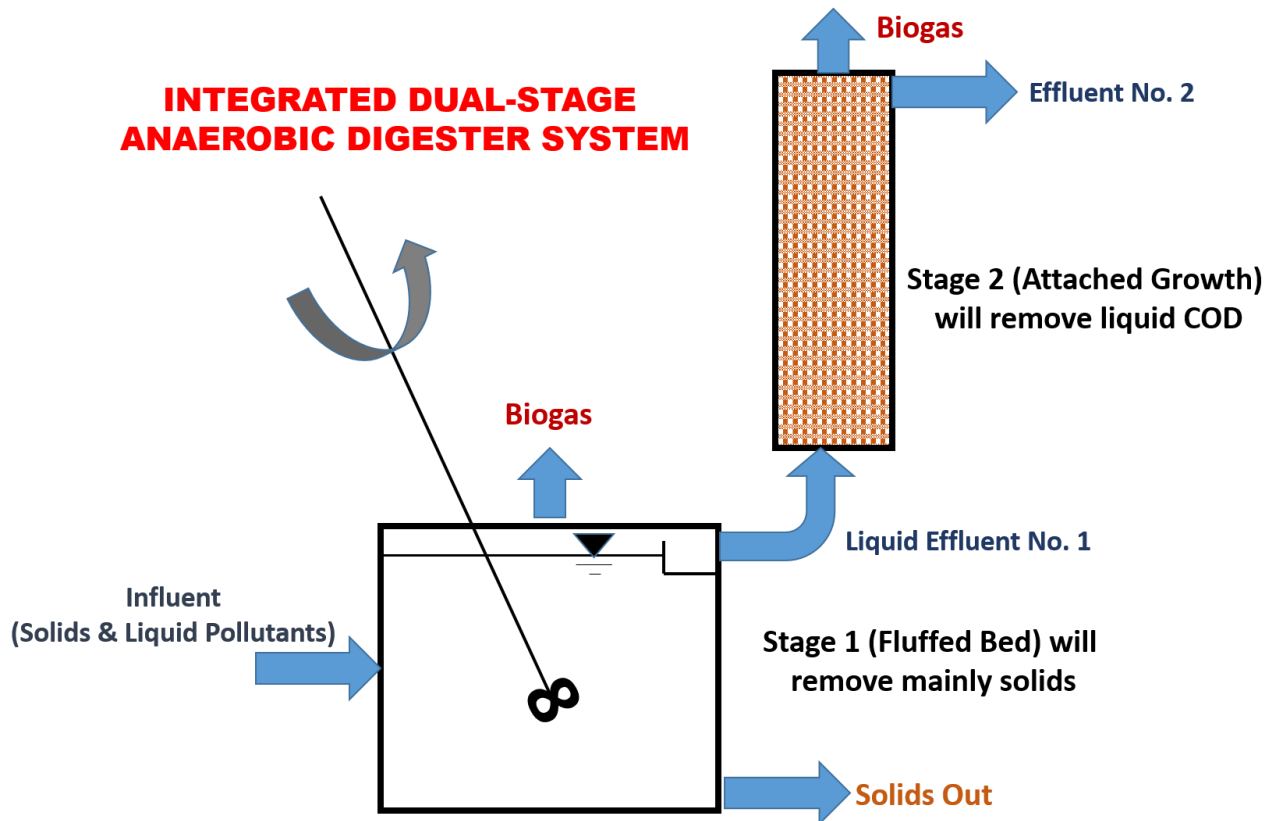 INTEGRATED DUAL-STAGE
ANAEROBIC DIGESTER SYSTEM
Biogas
Effluent No. 2
Stage 2 (Attached Growth)
will remove liquid COD
Biogas
Liquid Effluent No. 1
Influent
(Solids & Liquid Pollutants)
Stage 1 (Fluffed Bed) will
remove mainly solids
Solids Out